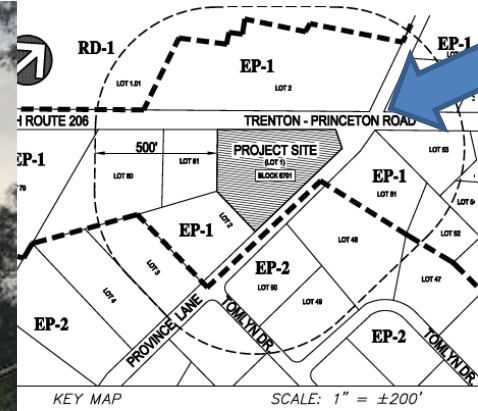 RD-1
EP-1
LOT 1.01
EP-1
LOT 2
H ROUTE 206
TRENTON - PRINCETON ROAD
EP-1
79
500'
LOT 80
LOT 81
PROJECT SITE
(LOT 1)
BLOCK 6701
LOT 53
EP-1
LOT 51
LOT 54
LOT 52
EP-1
LOT 2
LOT 48
LOT 47
LOT 3
LOT 4
EP-2
LOT 50
LOT 49
EP-2
PROVINCE LANE
TOMLYN DR.
EP-2
TOMLYN DR.
KEY MAP
SCALE: 1" = ±200'